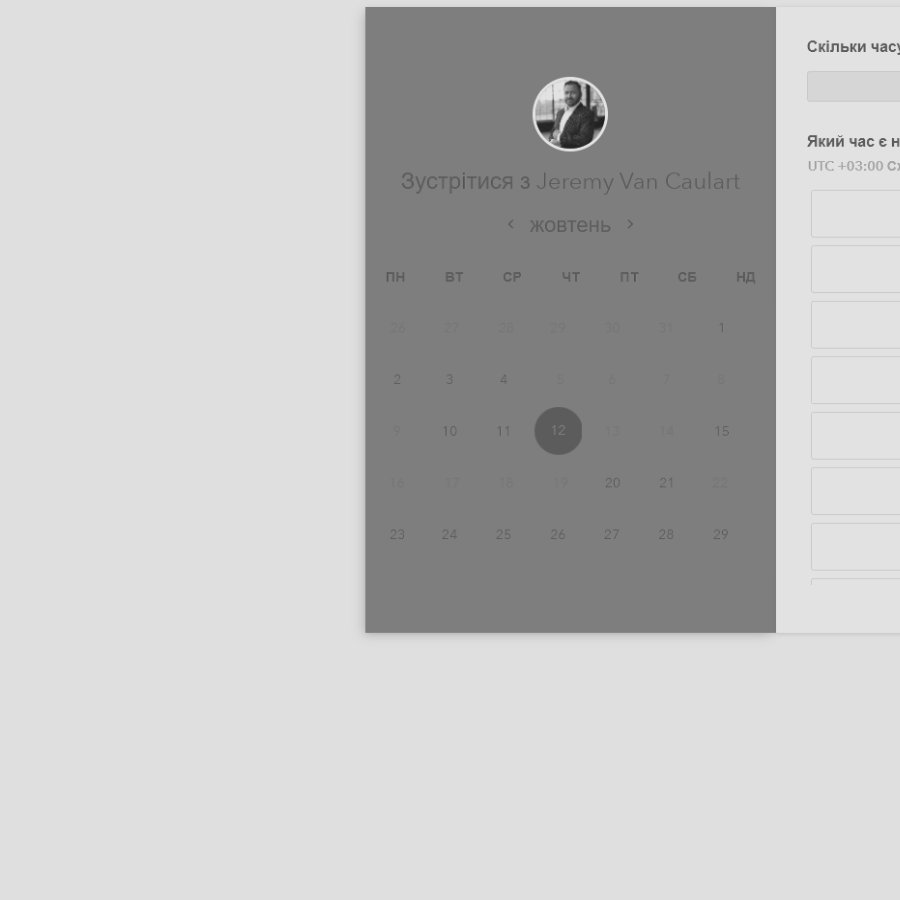 Скільки часу
Який час є н
UTC +03:00 Сх
Зустрітися з Jeremy Van Caulart
жовтень
ПН ВТ СР ЧТ ПТ СБ НД
26 27 28 29 30 31 1
2 3 4 5 6 7 8
9 10 11 12 13 14 15
16 17 18 19 20 21 22
23 24 25 26 27 28 29